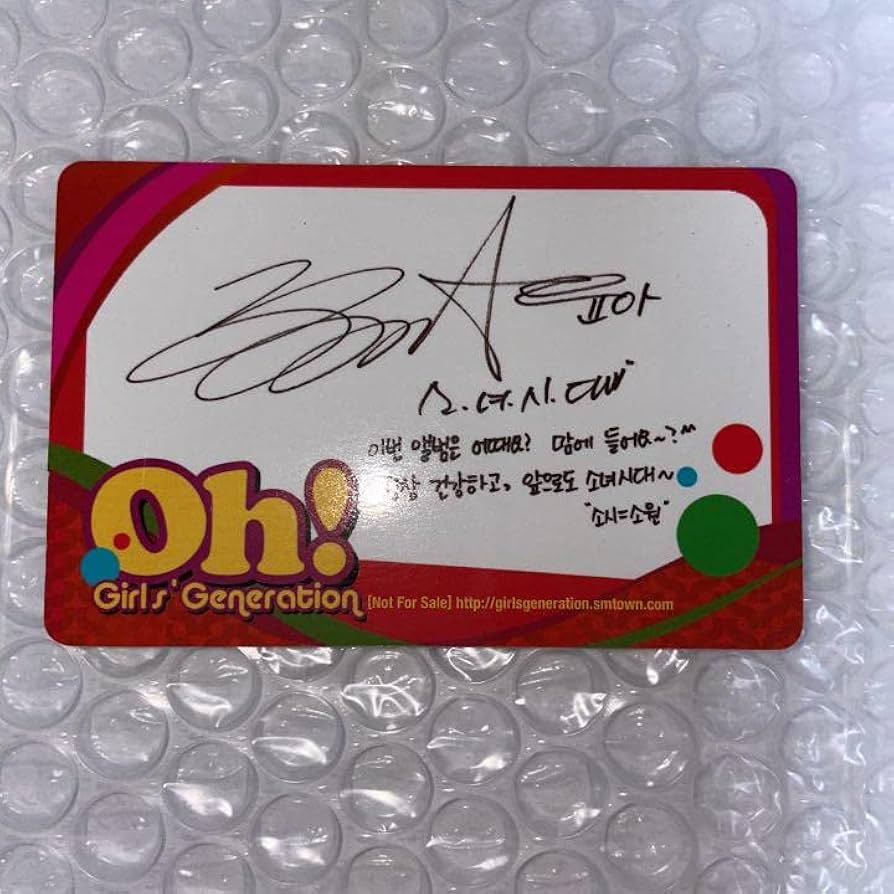 윤아
소.녀.시.대~
이번 앨범은 어때요? 맘에 들어요~?^^
항상 건강하고, 앞으로도 소녀시대~
"소시=소원"
Oh!
Girls' Generation
[Not For Sale] http://girlsgeneration.smtown.com